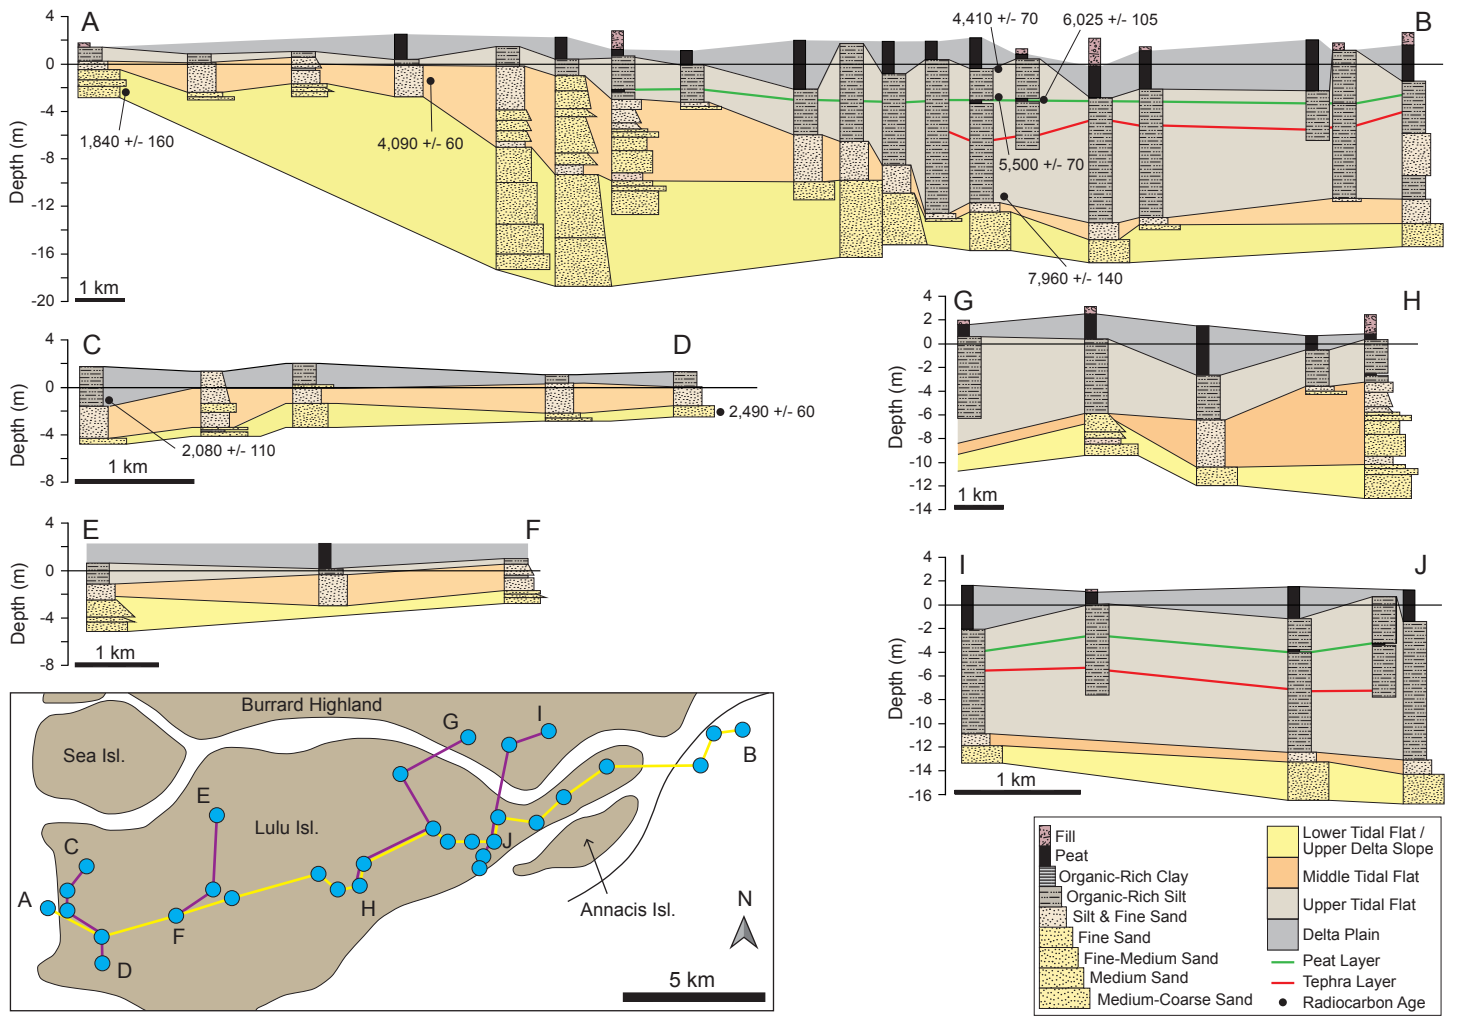 A
B
4
0
-4
-8
-12
-16
-20
Depth (m)
1 km
1,840 +/- 160
4,090 +/- 60
4,410 +/- 70
6,025 +/- 105
5,500 +/- 70
7,960 +/- 140
C
D
4
0
-4
-8
Depth (m)
2,080 +/- 110
2,490 +/- 60
1 km
G
H
4
2
0
-2
-4
-6
-8
-10
-12
-14
Depth (m)
1 km
E
F
4
0
-4
-8
Depth (m)
1 km
I
J
4
2
0
-2
-4
-6
-8
-10
-12
-14
-16
Depth (m)
1 km
Burrard Highland
Sea Isl.
Lulu Isl.
Annacis Isl.
A
B
C
D
E
F
G
H
I
J
N
5 km
Fill
Peat
Organic-Rich Clay
Organic-Rich Silt
Silt & Fine Sand
Fine Sand
Fine-Medium Sand
Medium Sand
Medium-Coarse Sand
Lower Tidal Flat /
Upper Delta Slope
Middle Tidal Flat
Upper Tidal Flat
Delta Plain
Peat Layer
Tephra Layer
Radiocarbon Age